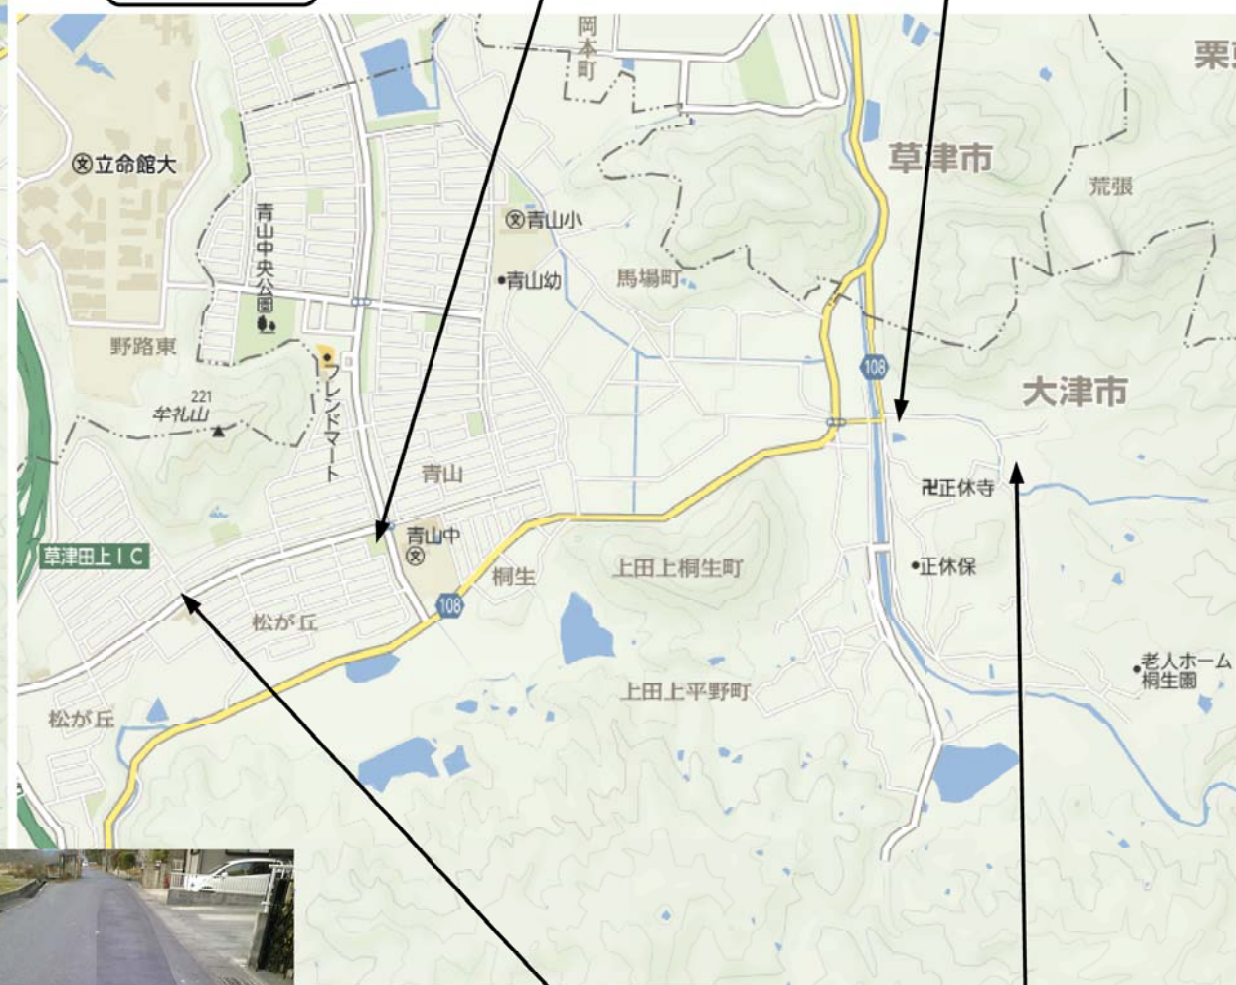 岡本町
栗
立命館大
草津市
荒張
青山中央公園
青山小
青山幼
馬場町
野路東
108
221
牟礼山
フレンドマート
大津市
青山
正休寺
草津田上IC
青山中
桐生
上田上桐生町
正休保
108
松が丘
老人ホーム
桐生園
上田上平野町
松が丘